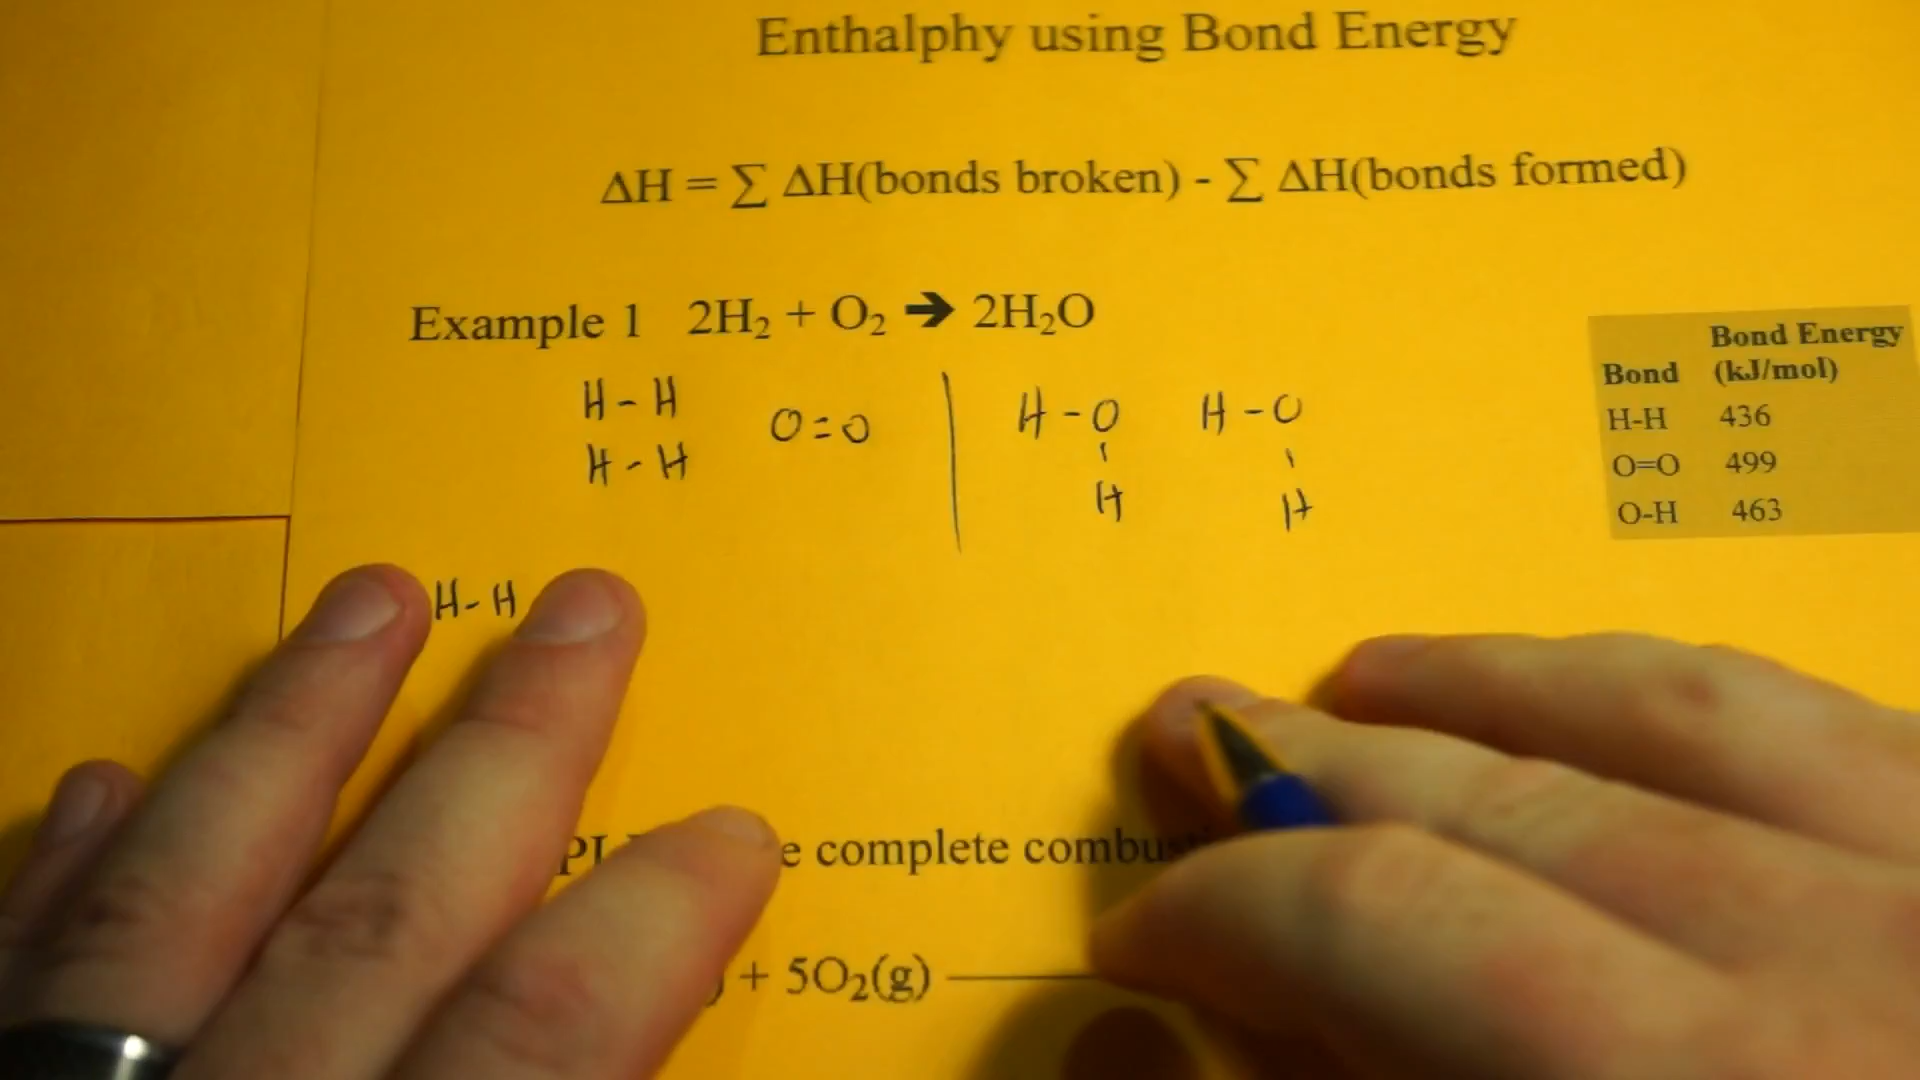 Enthalphy using Bond Energy
ΔH = ∑ ΔH(bonds broken) - ∑ ΔH(bonds formed)
Example 1 2H₂ + O₂ ➔ 2H₂O
H-H
H-H
O=O
H-O
H
H-O
H
Bond Bond Energy (kJ/mol)
H-H 436
O=O 499
O-H 463
H-H
complete
+ 5O₂(g)